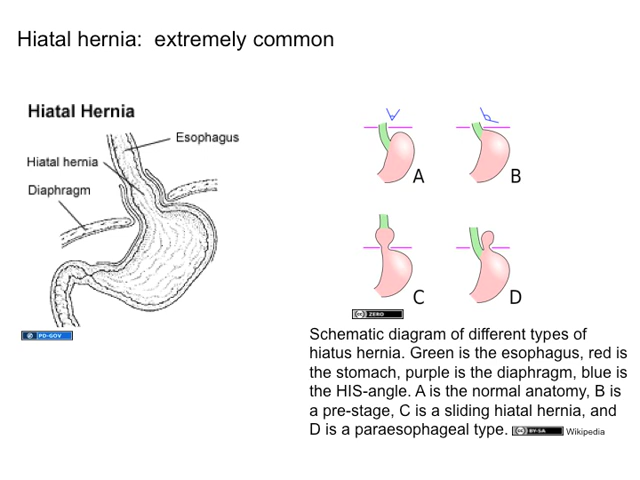 Hiatal hernia:  extremely common
Hiatal Hernia
Esophagus
Hiatal hernia
Diaphragm
PD-GOV
A
B
C
D
cc ZERO
Schematic diagram of different types of
hiatus hernia. Green is the esophagus, red is
the stomach, purple is the diaphragm, blue is
the HIS-angle. A is the normal anatomy, B is
a pre-stage, C is a sliding hiatal hernia, and
D is a paraesophageal type. cc BY-SA Wikipedia